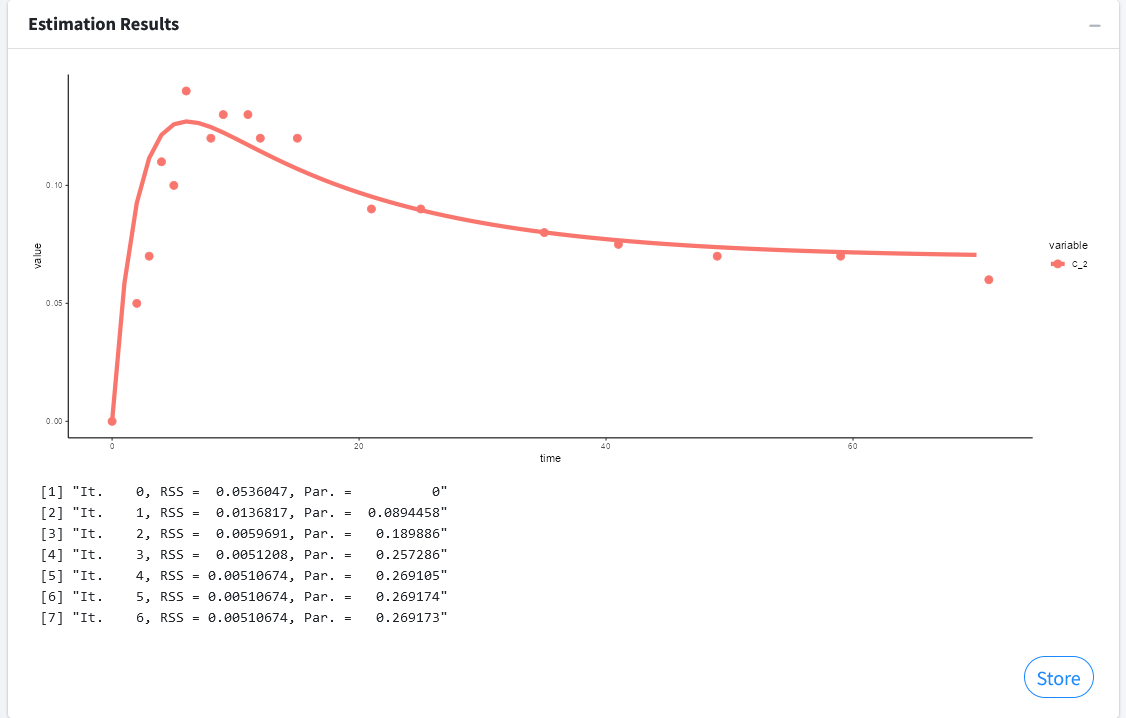 Estimation Results
value
0.10
0.05
0.00
0
20
40
60
time
variable
C_2
[1] "It.    0, RSS =  0.0536047, Par. =          0"
[2] "It.    1, RSS =  0.0136817, Par. =  0.0894458"
[3] "It.    2, RSS =  0.0059691, Par. =   0.189886"
[4] "It.    3, RSS =  0.0051208, Par. =   0.257286"
[5] "It.    4, RSS = 0.00510674, Par. =   0.269105"
[6] "It.    5, RSS = 0.00510674, Par. =   0.269174"
[7] "It.    6, RSS = 0.00510674, Par. =   0.269173"
Store